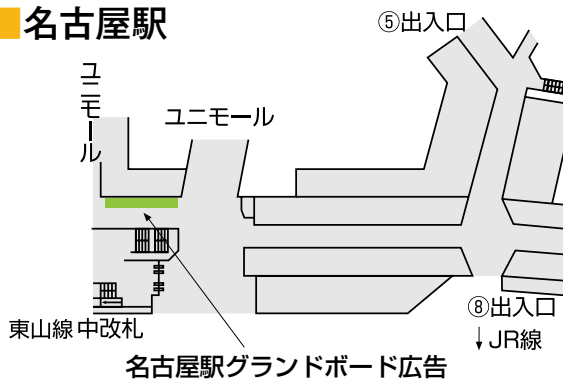 名古屋駅
⑤出入口
ユニモール
ユニモール
東山線 中改札
⑧出入口
↓JR線
名古屋駅グランドボード広告